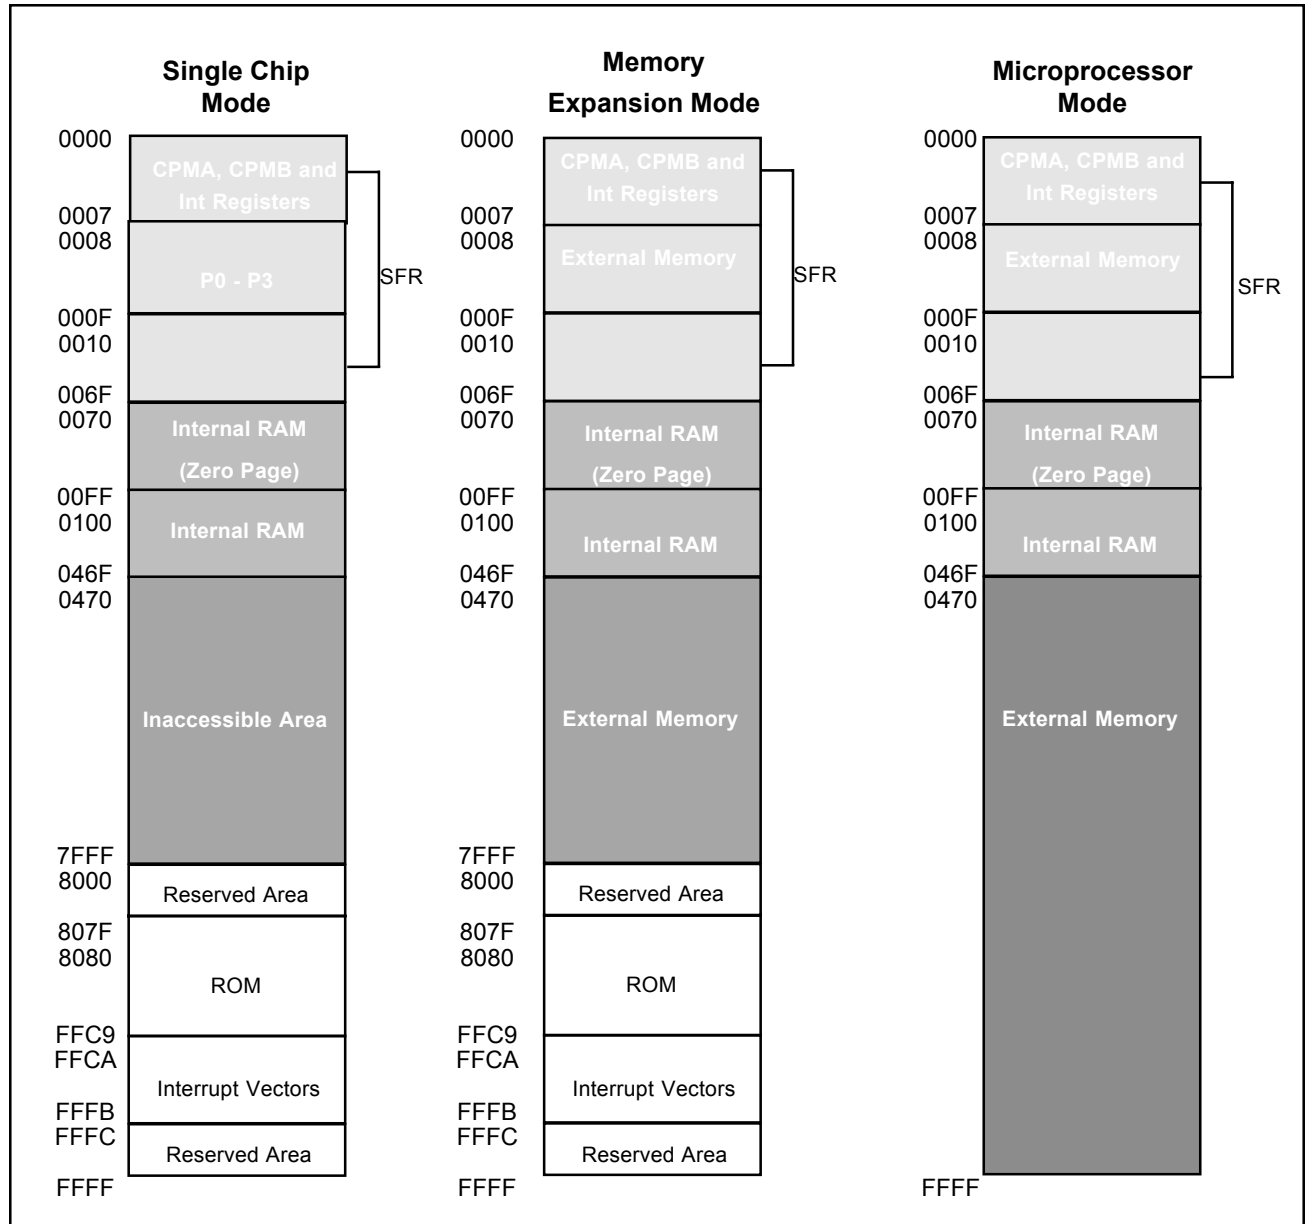 Single Chip
Mode
0000
CPMA, CPMB and
Int Registers
0007
0008
P0 - P3
SFR
000F
0010
006F
0070
Internal RAM
(Zero Page)
00FF
0100
Internal RAM
046F
0470
Inaccessible Area
7FFF
8000
Reserved Area
807F
8080
ROM
FFC9
FFCA
Interrupt Vectors
FFFB
FFFC
Reserved Area
FFFF
Memory
Expansion Mode
0000
CPMA, CPMB and
Int Registers
0007
0008
External Memory
SFR
000F
0010
006F
0070
Internal RAM
(Zero Page)
00FF
0100
Internal RAM
046F
0470
External Memory
7FFF
8000
Reserved Area
807F
8080
ROM
FFC9
FFCA
Interrupt Vectors
FFFB
FFFC
Reserved Area
FFFF
Microprocessor
Mode
0000
CPMA, CPMB and
Int Registers
0007
0008
External Memory
SFR
000F
0010
006F
0070
Internal RAM
(Zero Page)
00FF
0100
Internal RAM
046F
0470
External Memory
FFFF